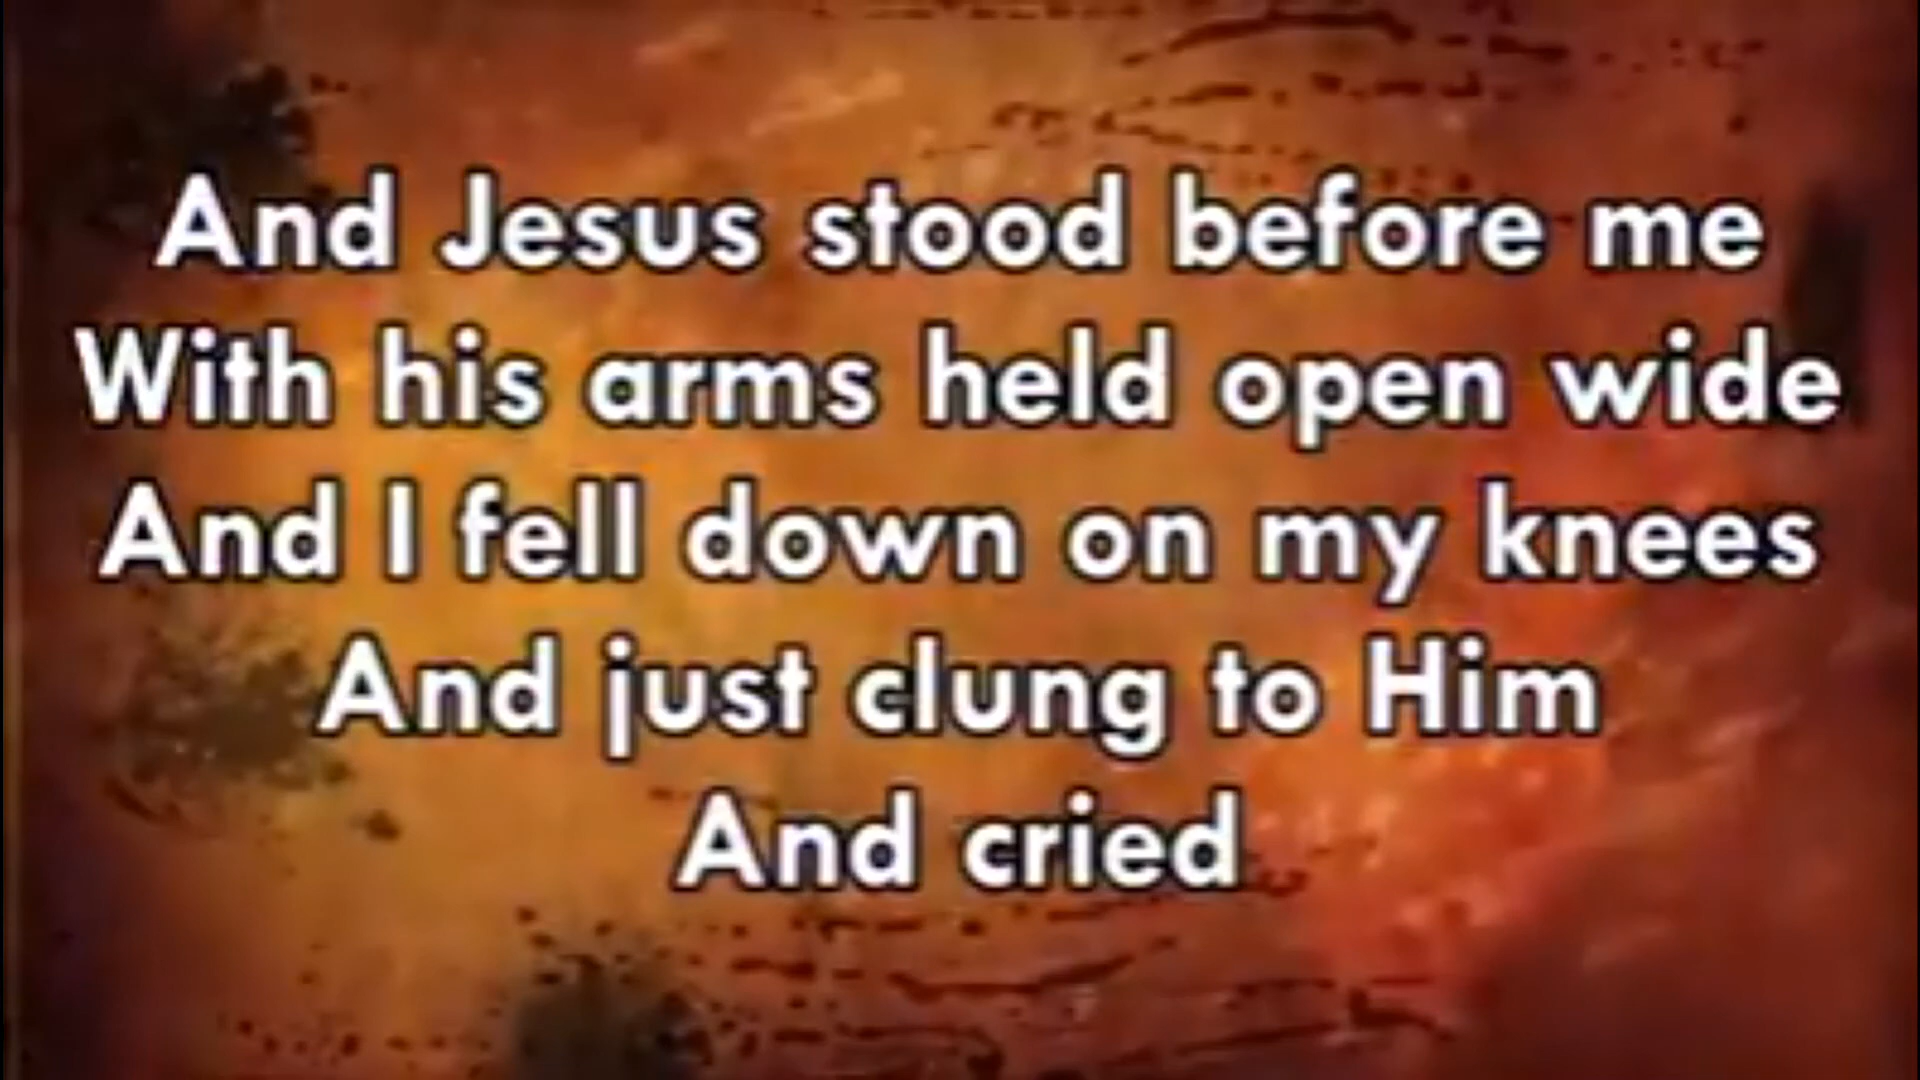 And Jesus stood before me
With his arms held open wide
And I fell down on my knees
And just clung to Him
And cried